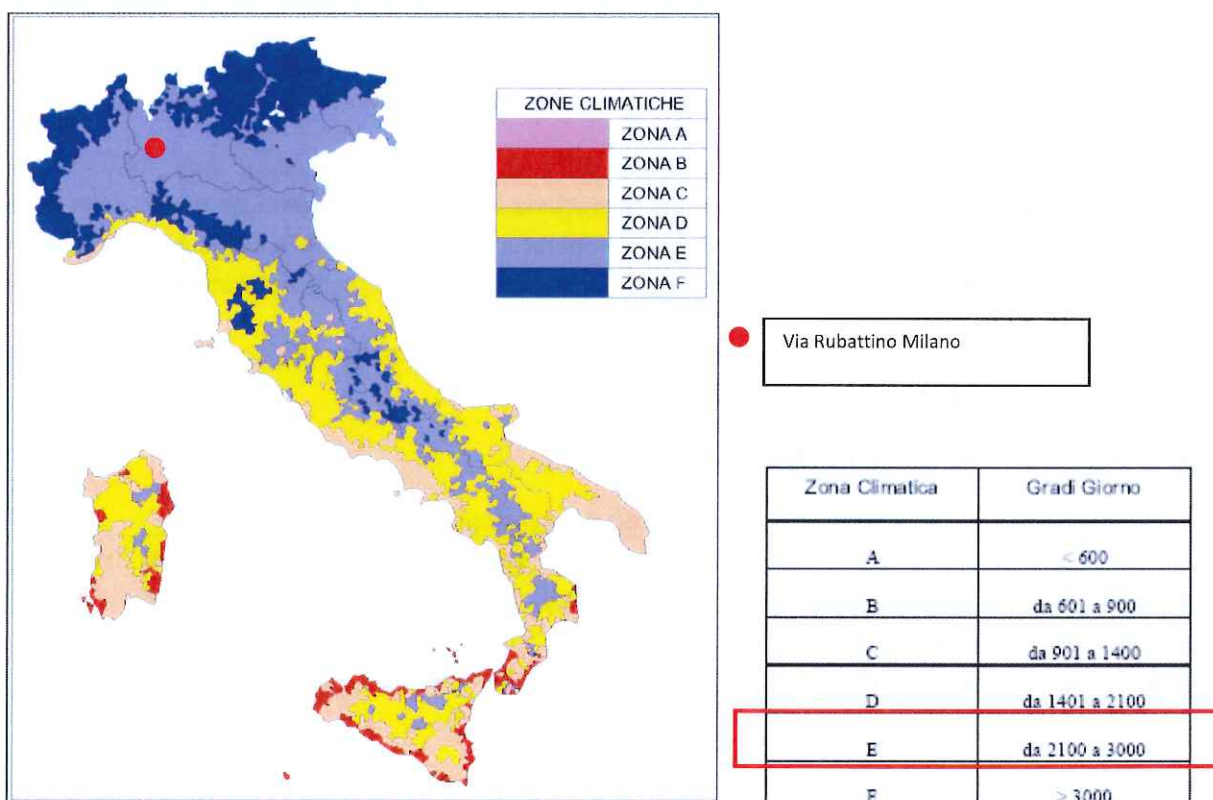 ZONE CLIMATICHE
ZONA A
ZONA B
ZONA C
ZONA D
ZONA E
ZONA F
Via Rubattino Milano
Zona Climatica Gradi Giorno
A < 600
B da 601 a 900
C da 901 a 1400
D da 1401 a 2100
E da 2100 a 3000
F > 3000